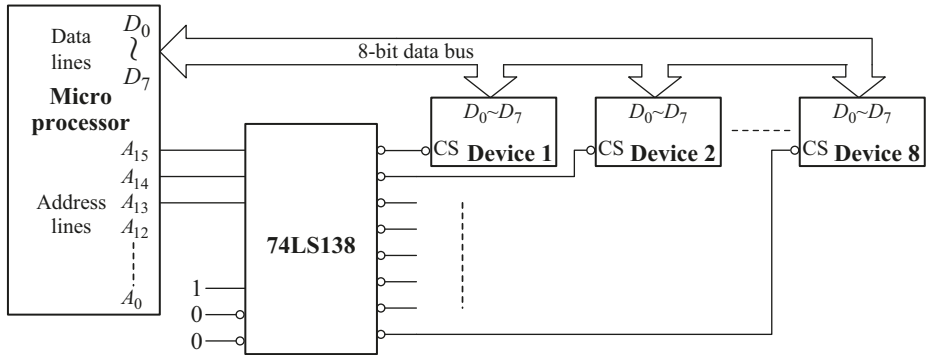 Data
lines
D₀
~
D₇
8-bit data bus
Micro
processor
D₀~D₇
CS Device 1
D₀~D₇
CS Device 2
D₀~D₇
CS Device 8
A₁₅
A₁₄
A₁₃
A₁₂
A₀
Address
lines
74LS138
1
0
0